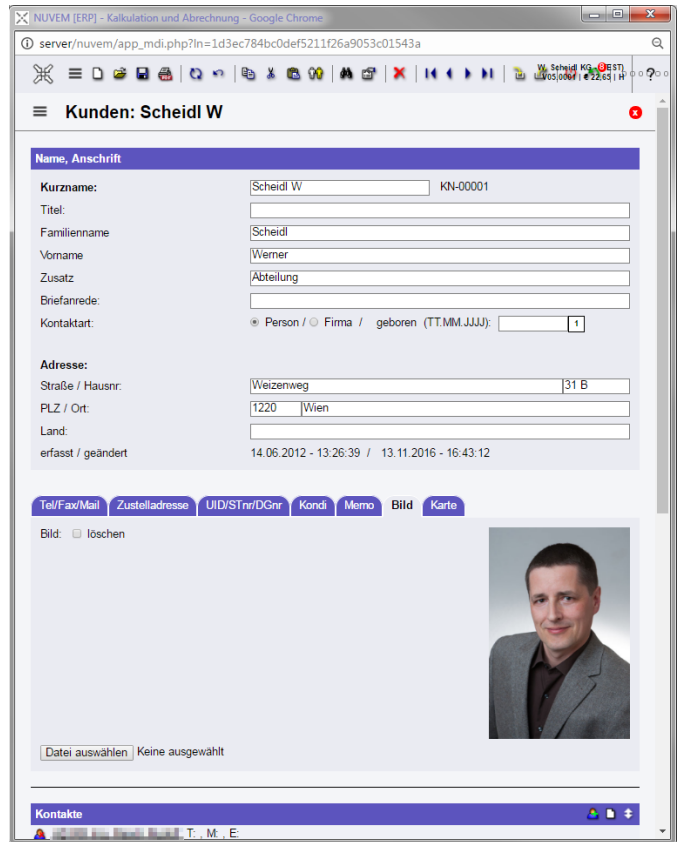 NUVEM [ERP] - Kalkulation und Abrechnung - Google Chrome
server/nuvem/app_mdi.php?ln=1d3ec784bc0def5211f26a9053c01543a
W. Scheidl KG
Kunden: Scheidl W
Name, Anschrift
Kurzname: Scheidl W KN-00001
Titel:
Familienname Scheidl
Vorname Werner
Zusatz Abteilung
Briefanrede:
Kontaktart: Person / Firma / geboren (TT.MM.JJJJ): 1
Adresse:
Straße / Hausnr: Weizenweg 31 B
PLZ / Ort: 1220 Wien
Land:
erfasst / geändert 14.06.2012 - 13:26:39 / 13.11.2016 - 16:43:12
Tel/Fax/Mail Zustelladresse UID/STnr/DGnr Kondi Memo Bild Karte
Bild: löschen
Datei auswählen Keine ausgewählt
Kontakte
, T: , M: , E: